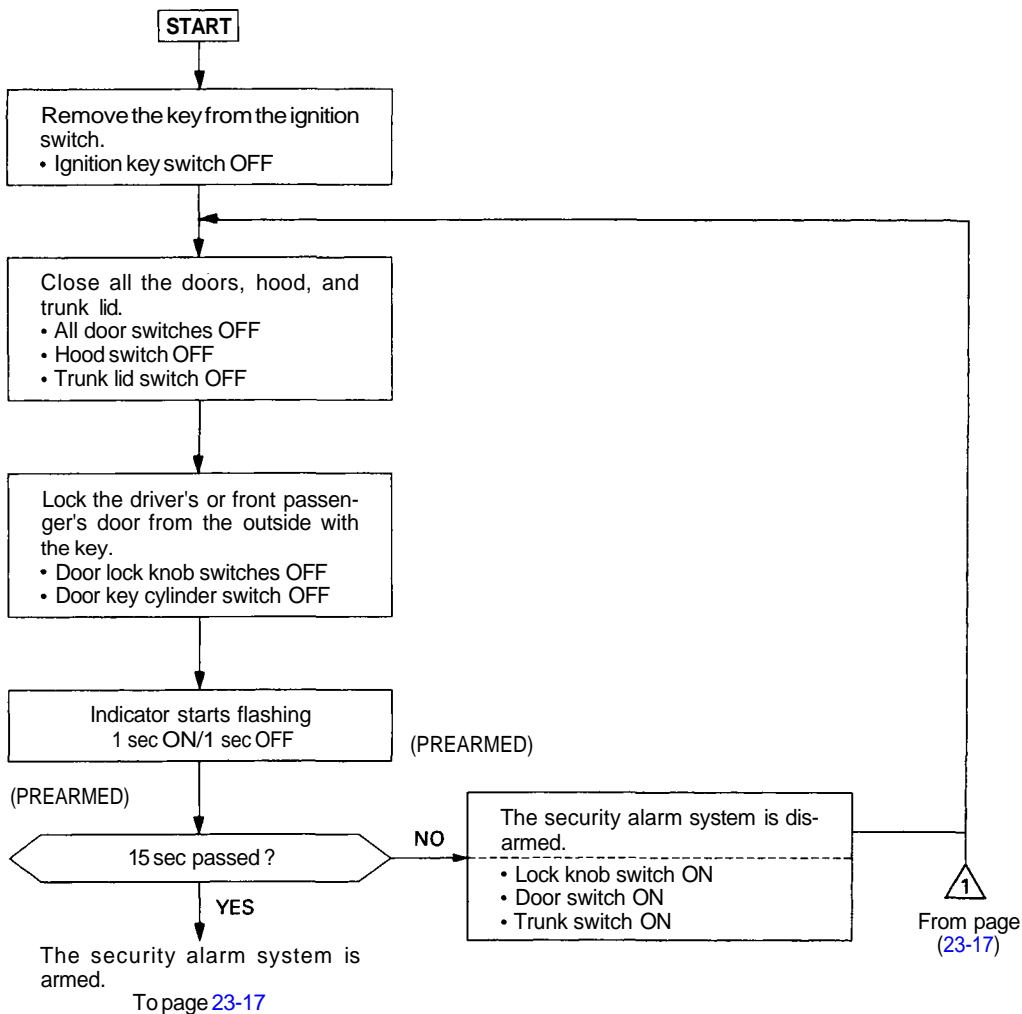 START
Remove the key from the ignition
switch.
• Ignition key switch OFF
Close all the doors, hood, and
trunk lid.
• All door switches OFF
• Hood switch OFF
• Trunk lid switch OFF
Lock the driver's or front passen-
ger's door from the outside with
the key.
• Door lock knob switches OFF
• Door key cylinder switch OFF
Indicator starts flashing
1 sec ON/1 sec OFF
(PREARMED)
(PREARMED)
15 sec passed ?
NO
YES
The security alarm system is dis-
armed.
• Lock knob switch ON
• Door switch ON
• Trunk switch ON
1
From page
(23-17)
The security alarm system is
armed.
To page 23-17